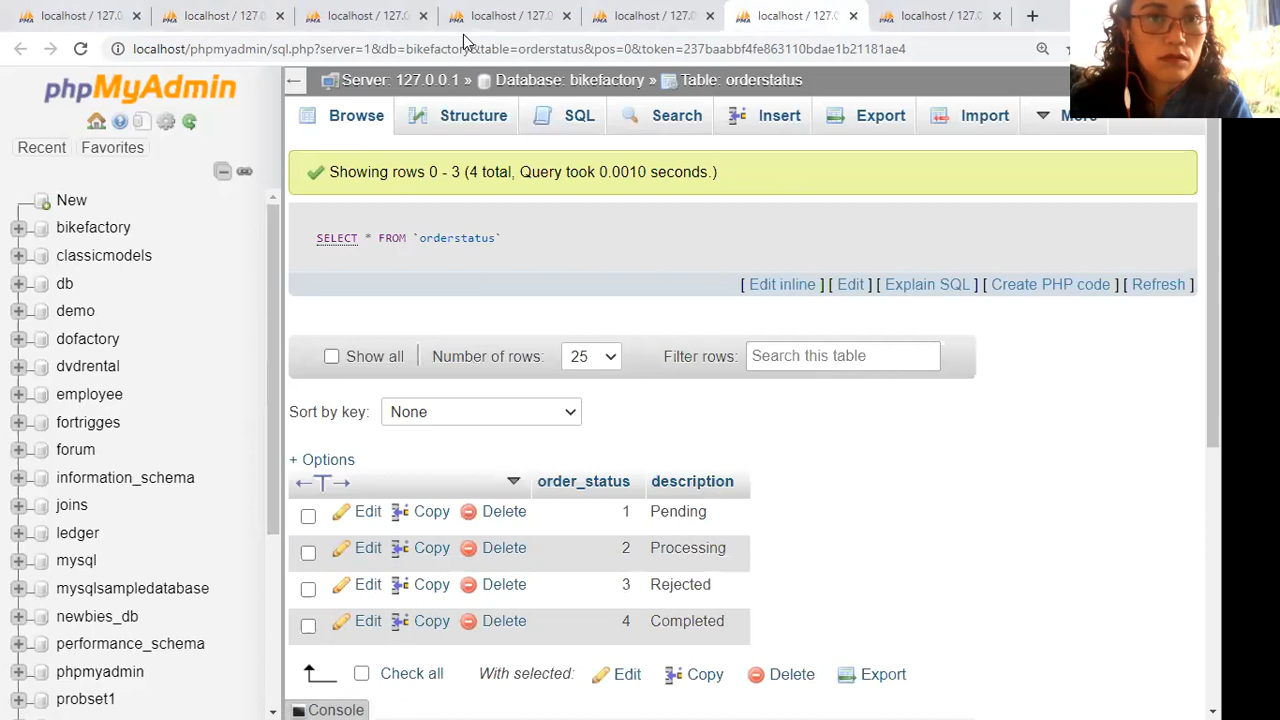 localhost / 127.0 localhost / 127.0. localhost / 127.0. localhost / 127.0. localhost / 127.0. localhost / 127.0. localhost / 127.0.
localhost/phpmyadmin/sql.php?server=1&db=bikefactory&table=orderstatus&pos=0&token=237baabbf4fe863110bdae1b21181ae4
phpMyAdmin
Recent Favorites
New
bikefactory
classicmodels
db
demo
dofactory
dvdrental
employee
fortrigges
forum
information_schema
joins
ledger
mysql
mysqlsampledatabase
newbies_db
performance_schema
phpmyadmin
probset1
Server: 127.0.0.1 » Database: bikefactory » Table: orderstatus
Browse Structure SQL Search Insert Export Import More
Showing rows 0 - 3 (4 total, Query took 0.0010 seconds.)
SELECT * FROM `orderstatus`
[ Edit inline ] [ Edit ] [ Explain SQL ] [ Create PHP code ] [ Refresh ]
Show all Number of rows: 25 Filter rows: Search this table
Sort by key: None
+ Options
←T→ order_status description
Edit Copy Delete 1 Pending
Edit Copy Delete 2 Processing
Edit Copy Delete 3 Rejected
Edit Copy Delete 4 Completed
Check all With selected: Edit Copy Delete Export
Console